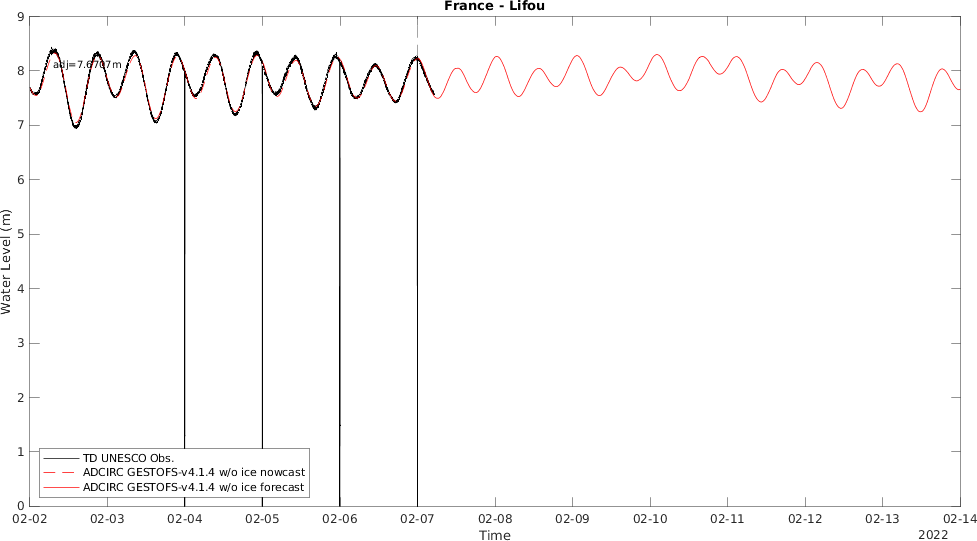 France - Lifou
adj=7.6707m
Water Level (m)
9
8
7
6
5
4
3
2
1
0
TD UNESCO Obs.
ADCIRC GESTOFS-v4.1.4 w/o ice nowcast
ADCIRC GESTOFS-v4.1.4 w/o ice forecast
02-02 02-03 02-04 02-05 02-06 02-07 02-08 02-09 02-10 02-11 02-12 02-13 02-14
Time
2022